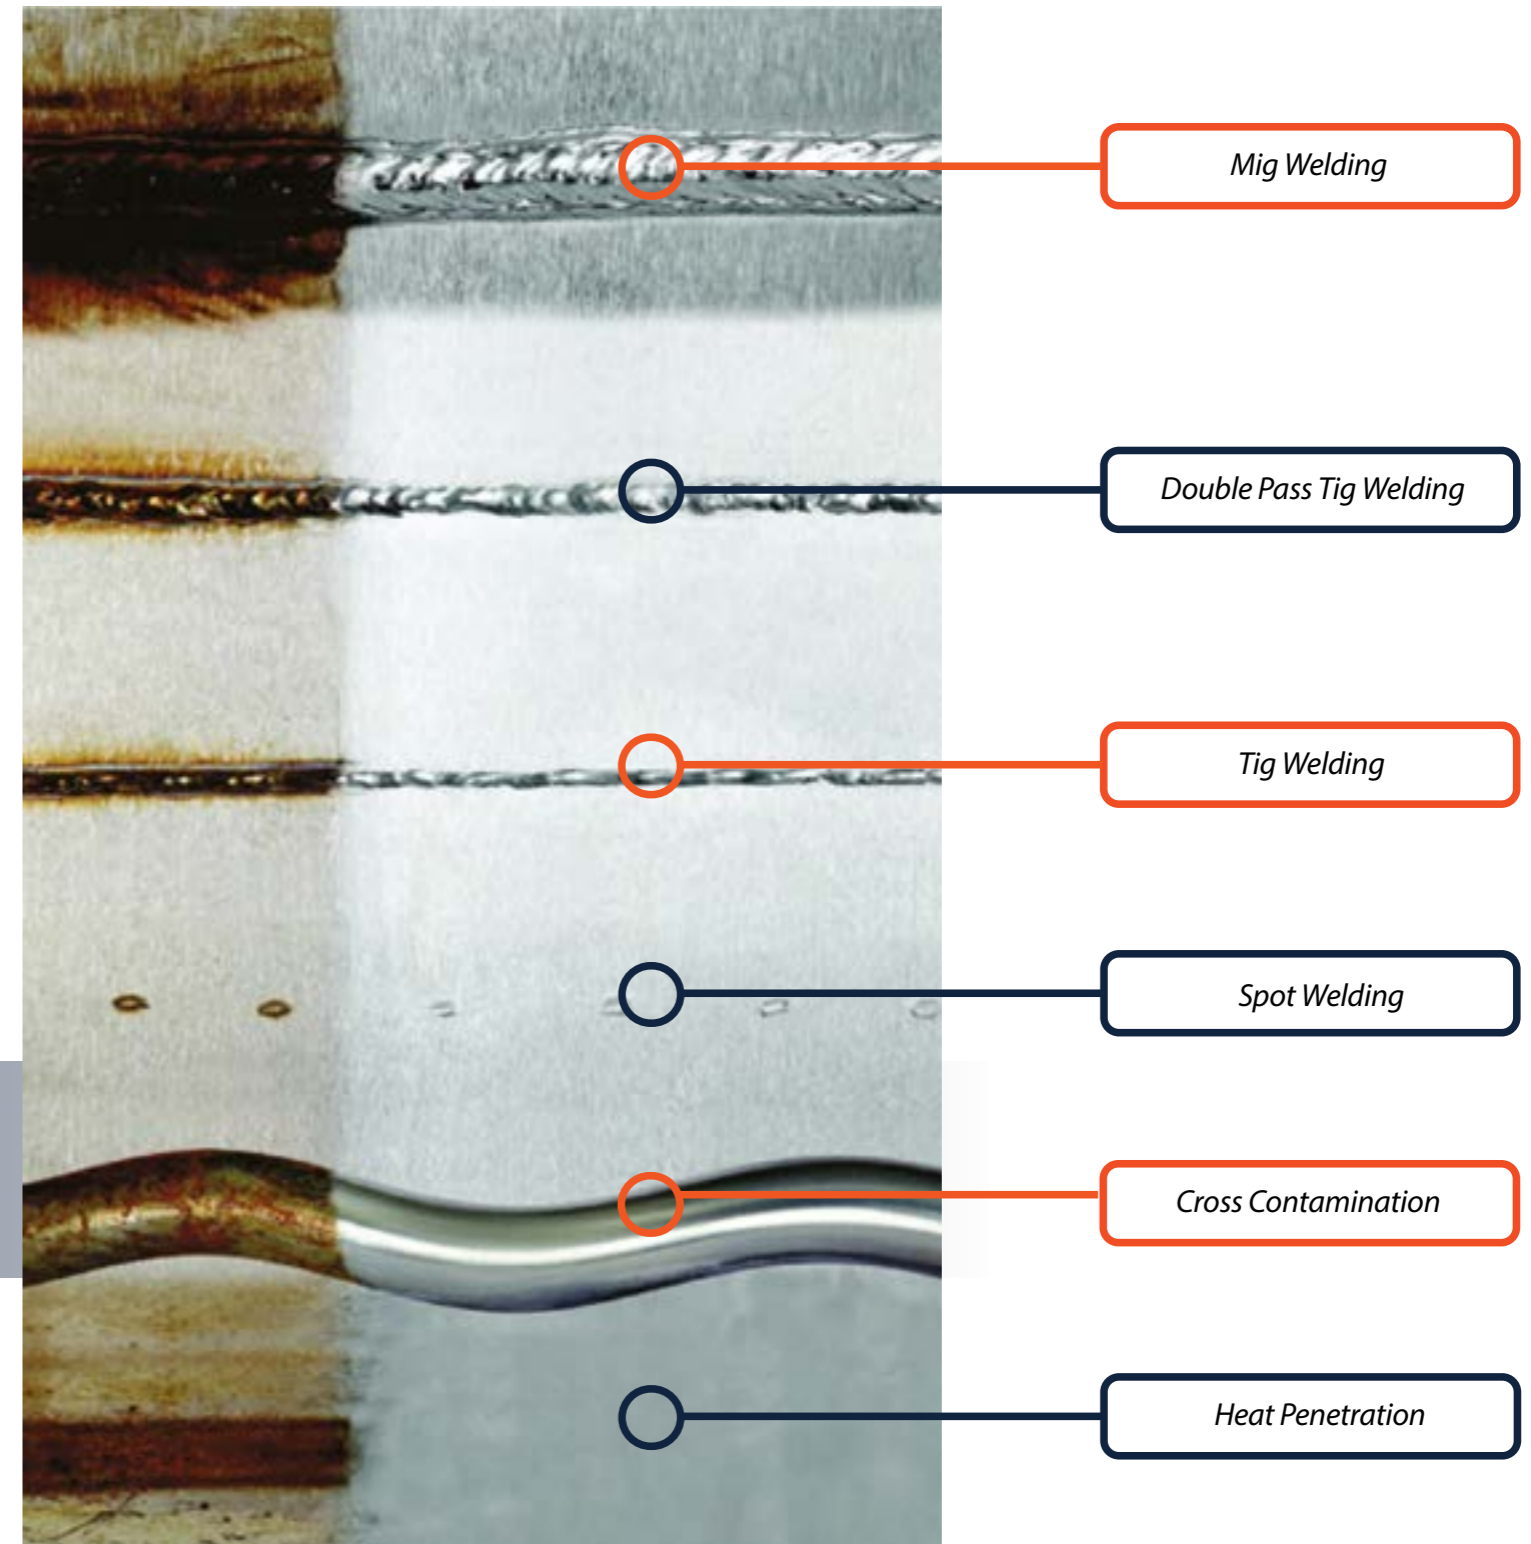 Mig Welding
Double Pass Tig Welding
Tig Welding
Spot Welding
Cross Contamination
Heat Penetration